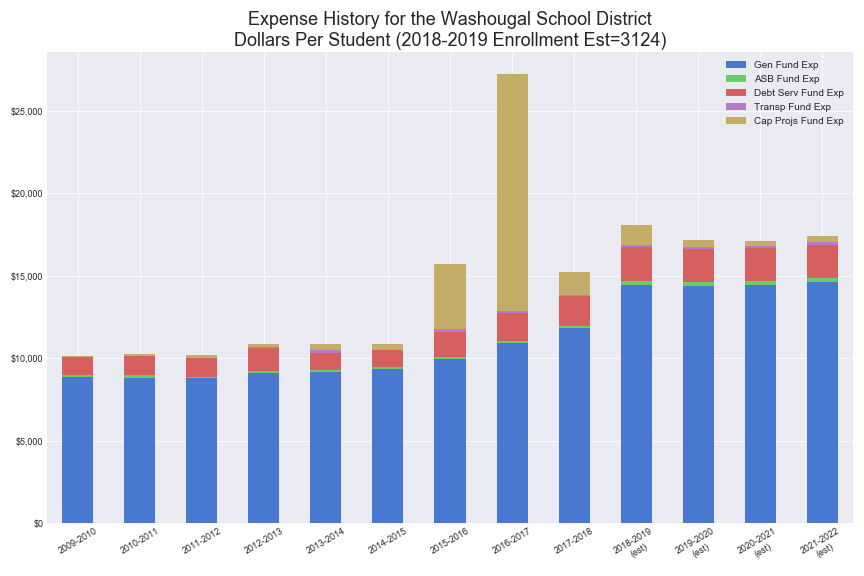 Expense History for the Washougal School District
Dollars Per Student (2018-2019 Enrollment Est=3124)
Gen Fund Exp
ASB Fund Exp
Debt Serv Fund Exp
Transp Fund Exp
Cap Projs Fund Exp
$25,000
$20,000
$15,000
$10,000
$5,000
$0
2009-2010
2010-2011
2011-2012
2012-2013
2013-2014
2014-2015
2015-2016
2016-2017
2017-2018
2018-2019
(est)
2019-2020
(est)
2020-2021
(est)
2021-2022
(est)